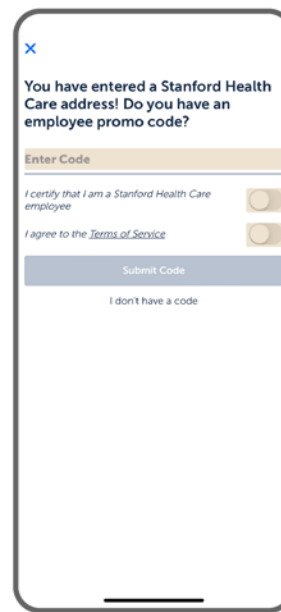 You have entered a Stanford Health
Care address! Do you have an
employee promo code?
Enter Code
I certify that I am a Stanford Health Care
employee
I agree to the Terms of Service
Submit Code
I don't have a code